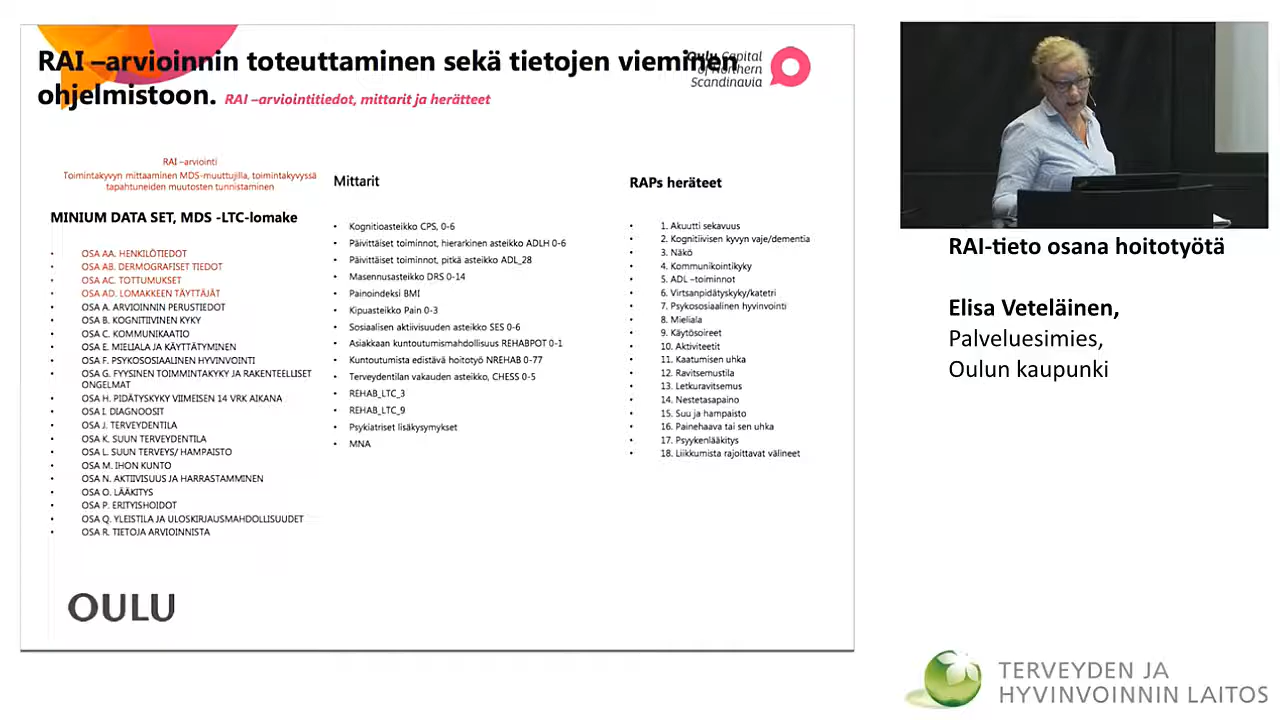 RAI –arvioinnin toteuttaminen sekä tietojen vieminen
ohjelmistoon. RAI –arviointitiedot, mittarit ja herätteet
Oulu Capital
of Northern
Scandinavia
RAI –arviointi
Toimintakyvyn mittaaminen MDS-muuttujilla, toimintakyvyssä
tapahtuneiden muutosten tunnistaminen
MINIUM DATA SET, MDS -LTC-lomake
• OSA AA. HENKILÖTIEDOT
• OSA AB. DERMOGRAFISET TIEDOT
• OSA AC. TOTTUMUKSET
• OSA AD. LOMAKKEEN TÄYTTÄJÄT
• OSA A. ARVIOINNIN PERUSTIEDOT
• OSA B. KOGNITIIVINEN KYKY
• OSA C. KOMMUNIKAATIO
• OSA E. MIELIALA JA KÄYTTÄTYMINEN
• OSA F. PSYKOSOSIAALINEN HYVINVOINTI
• OSA G. FYYSINEN TOIMMINTAKYKY JA RAKENTEELLISET
ONGELMAT
• OSA H. PIDÄTYSKYKY VIIMEISEN 14 VRK AIKANA
• OSA I. DIAGNOOSIT
• OSA J. TERVEYDENTILA
• OSA K. SUUN TERVEYDENTILA
• OSA L. SUUN TERVEYS/ HAMPAISTO
• OSA M. IHON KUNTO
• OSA N. AKTIIVISUUS JA HARRASTAMMINEN
• OSA O. LÄÄKITYS
• OSA P. ERITYISHOIDOT
• OSA Q. YLEISTILA JA ULOSKIRJAUSMAHDOLLISUUDET
• OSA R. TIETOJA ARVIOINNISTA
Mittarit
• Kognitioasteikko CPS, 0-6
• Päivittäiset toiminnot, hierarkinen asteikko ADLH 0-6
• Päivittäiset toiminnot, pitkä asteikko ADL_28
• Masennusasteikko DRS 0-14
• Painoindeksi BMI
• Kipuasteikko Pain 0-3
• Sosiaalisen aktiivisuuden asteikko SES 0-6
• Asiakkaan kuntoutumismahdollisuus REHABPOT 0-1
• Kuntoutumista edistävä hoitotyö NREHAB 0-77
• Terveydentilan vakauden asteikko, CHESS 0-5
• REHAB_LTC_3
• REHAB_LTC_9
• Psykiatriset lisäkysymykset
• MNA
RAPs heräteet
• 1. Akuutti sekavuus
• 2. Kognitiivisen kyvyn vaje/dementia
• 3. Näkö
• 4. Kommunikointikyky
• 5. ADL –toiminnot
• 6. Virtsanpidätyskyky/katetri
• 7. Psykososiaalinen hyvinvointi
• 8. Mieliala
• 9. Käytösoireet
• 10. Aktiviteetit
• 11. Kaatumisen uhka
• 12. Ravitsemustila
• 13. Letkuravitsemus
• 14. Nestetasapaino
• 15. Suu ja hampaisto
• 16. Painehaava tai sen uhka
• 17. Psyykenlääkitys
• 18. Liikkumista rajoittavat välineet
OULU
RAI-tieto osana hoitotyötä
Elisa Veteläinen,
Palveluesimies,
Oulun kaupunki
TERVEYDEN JA
HYVINVOINNIN LAITOS